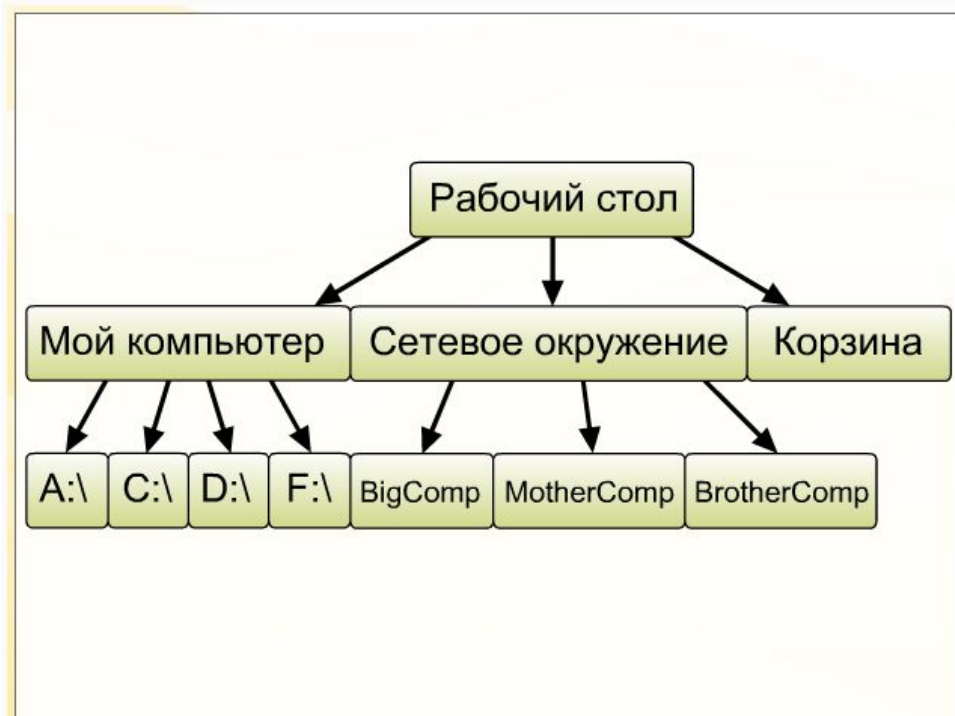 Рабочий стол
Мой компьютер Сетевое окружение Корзина
A:\ C:\ D:\ F:\ BigComp MotherComp BrotherComp